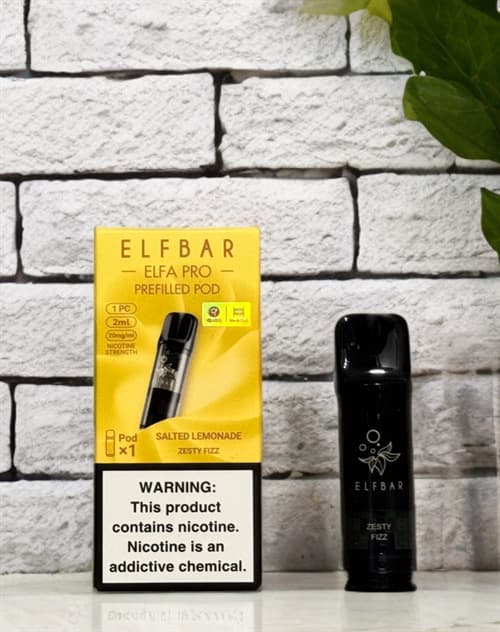 ELFBAR
ELFA PRO
PREFILLED POD
1 PC
2mL
20mg/ml
NICOTINE
STRENGTH
Pod
×1
SALTED LEMONADE
ZESTY FIZZ
WARNING:
This product
contains nicotine.
Nicotine is an
addictive chemical.
ELFBAR
ZESTY
FIZZ